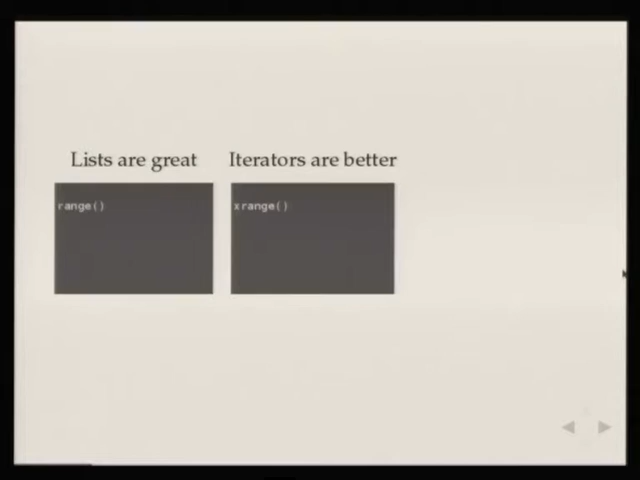 Lists are great
Iterators are better
range()
xrange()